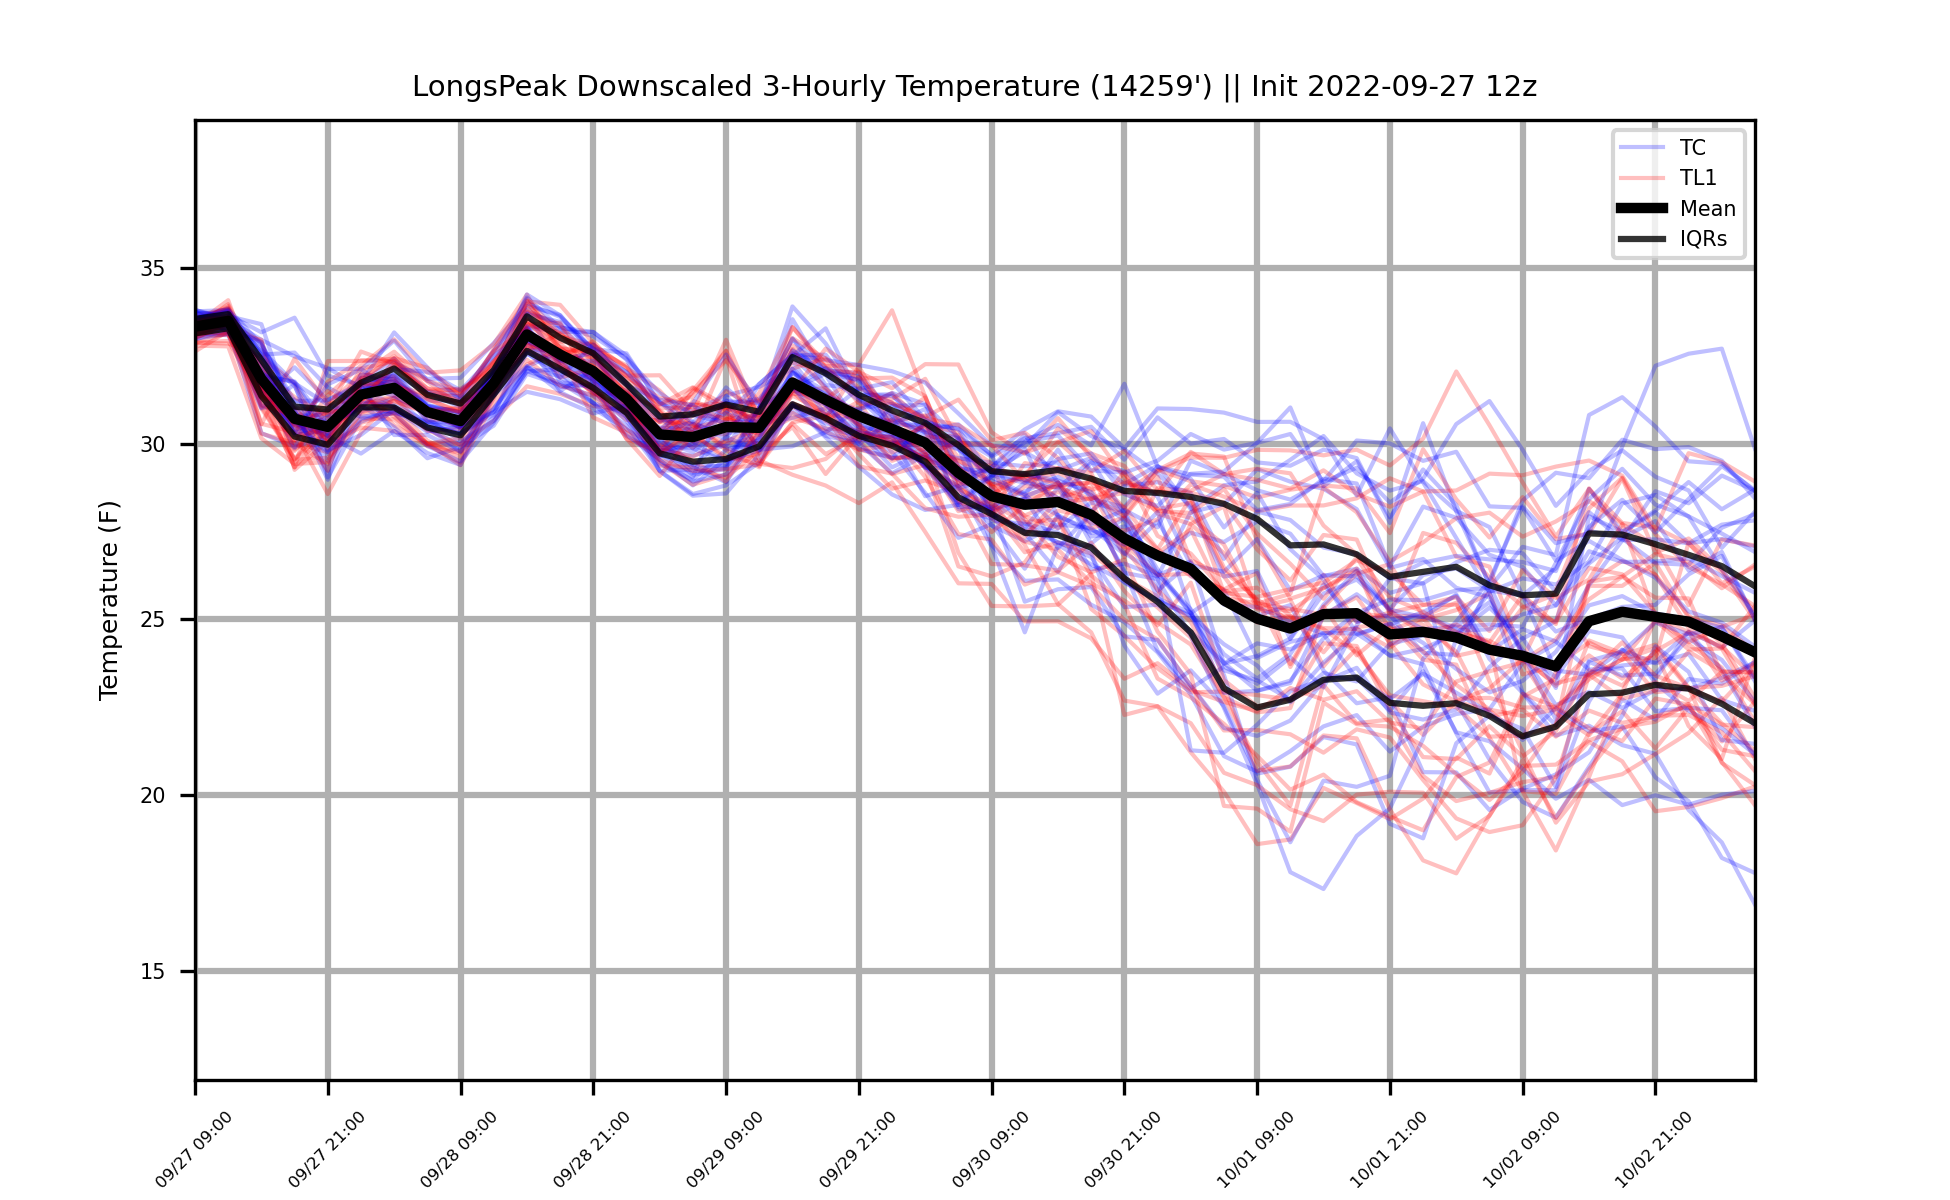 LongsPeak Downscaled 3-Hourly Temperature (14259') || Init 2022-09-27 12z
TC
TL1
Mean
IQRs
Temperature (F)
35
30
25
20
15
09/27 09:00
09/27 21:00
09/28 09:00
09/28 21:00
09/29 09:00
09/29 21:00
09/30 09:00
09/30 21:00
10/01 09:00
10/01 21:00
10/02 09:00
10/02 21:00